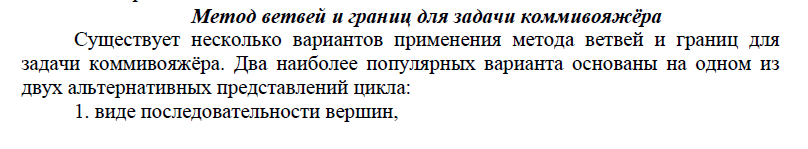 Метод ветвей и границ для задачи коммивояжёра
Существует несколько вариантов применения метода ветвей и границ для
задачи коммивояжёра. Два наиболее популярных варианта основаны на одном из
двух альтернативных представлений цикла:
1. виде последовательности вершин,